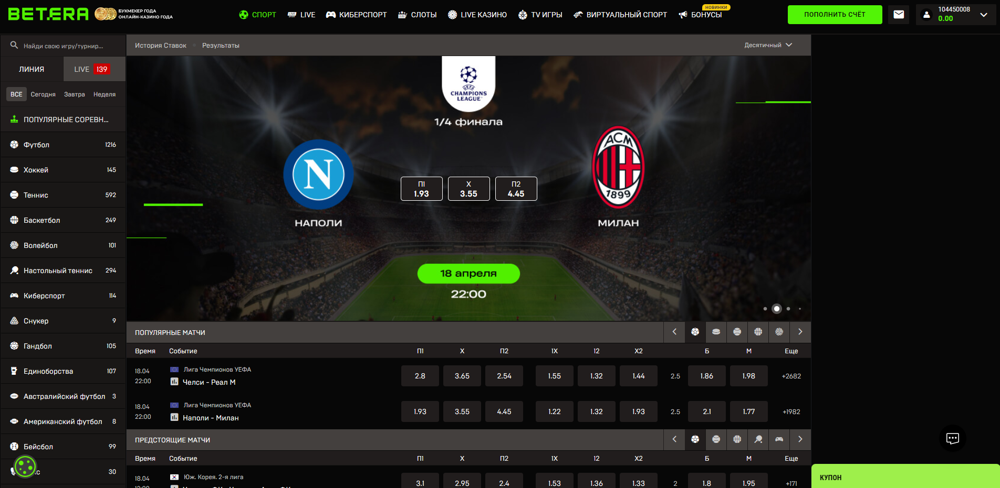 BETERA
БУКМЕКЕР ГОДА
ОНЛАЙН-КАЗИНО ГОДА
СПОРТ
LIVE
КИБЕРСПОРТ
СЛОТЫ
LIVE КАЗИНО
TV ИГРЫ
ВИРТУАЛЬНЫЙ СПОРТ
НОВИНКИ
БОНУСЫ
ПОПОЛНИТЬ СЧЁТ
104450008
0.00
Найди свою игру/турнир...
ЛИНИЯ
LIVE 139
ВСЕ Сегодня Завтра Неделя
ПОПУЛЯРНЫЕ СОРЕВН...
Футбол 1216
Хоккей 145
Теннис 592
Баскетбол 249
Волейбол 101
Настольный теннис 294
Киберспорт 114
Снукер 9
Гандбол 105
Единоборства 107
Австралийский футбол 3
Американский футбол 8
Бейсбол 99
кс 30
История Ставок
Результаты
Десятичный
UEFA
CHAMPIONS
LEAGUE
1/4 финала
N
НАПОЛИ
П1
1.93
X
3.55
П2
4.45
ACM
1899
МИЛАН
18 апреля
22:00
ПОПУЛЯРНЫЕ МАТЧИ
Время Событие П1 X П2 1X 12 X2 Б М Еще
18.04
22:00
Лига Чемпионов УЕФА
Челси - Реал М
2.8 3.65 2.54 1.55 1.32 1.44 2.5 1.86 1.98 +2682
18.04
22:00
Лига Чемпионов УЕФА
Наполи - Милан
1.93 3.55 4.45 1.22 1.32 1.93 2.5 2.1 1.77 +1982
ПРЕДСТОЯЩИЕ МАТЧИ
Время Событие П1 X П2 1X 12 X2 Б М Еще
18.04
Юж. Корея. 2-я лига
3.1 2.95 2.4 1.53 1.36 1.33 2 1.8 1.95 +171
КУПОН